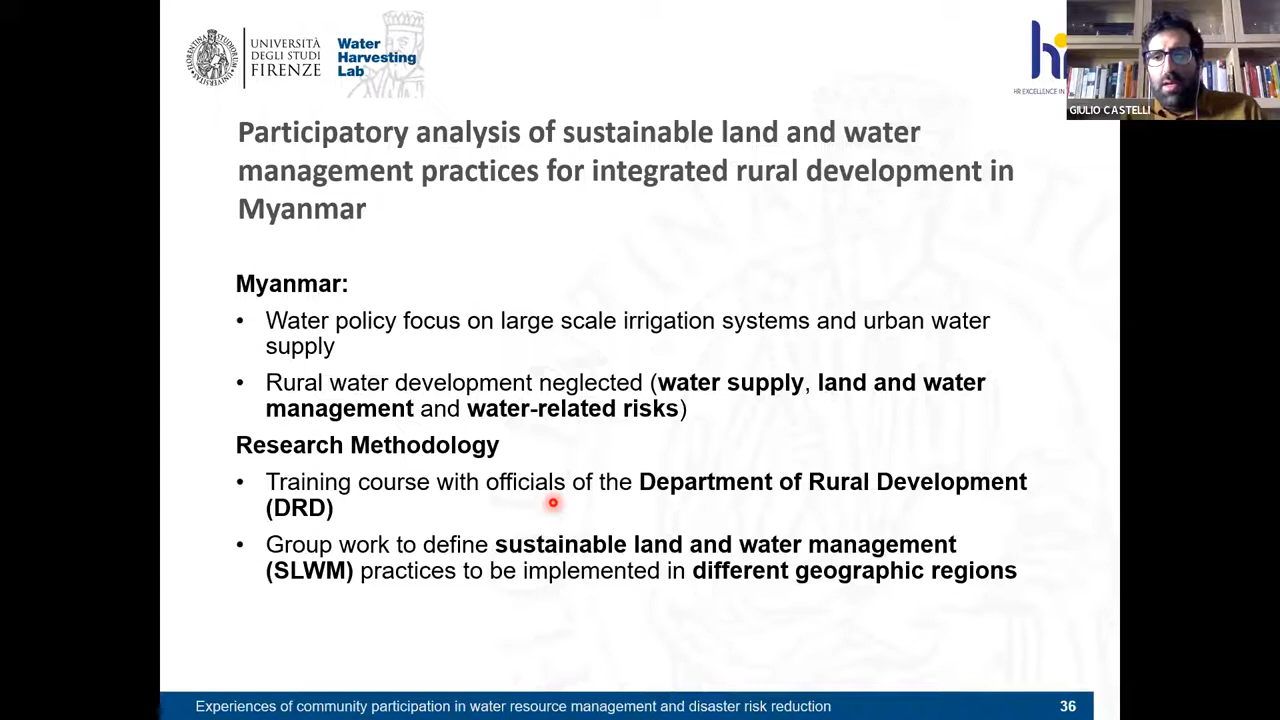 UNIVERSITÀ
DEGLI STUDI
FIRENZE
Water
Harvesting
Lab
HR EXCELLENCE IN
GIULIO CASTELLI
Participatory analysis of sustainable land and water
management practices for integrated rural development in
Myanmar
Myanmar:
• Water policy focus on large scale irrigation systems and urban water
supply
• Rural water development neglected (water supply, land and water
management and water-related risks)
Research Methodology
• Training course with officials of the Department of Rural Development
(DRD)
• Group work to define sustainable land and water management
(SLWM) practices to be implemented in different geographic regions
Experiences of community participation in water resource management and disaster risk reduction
36